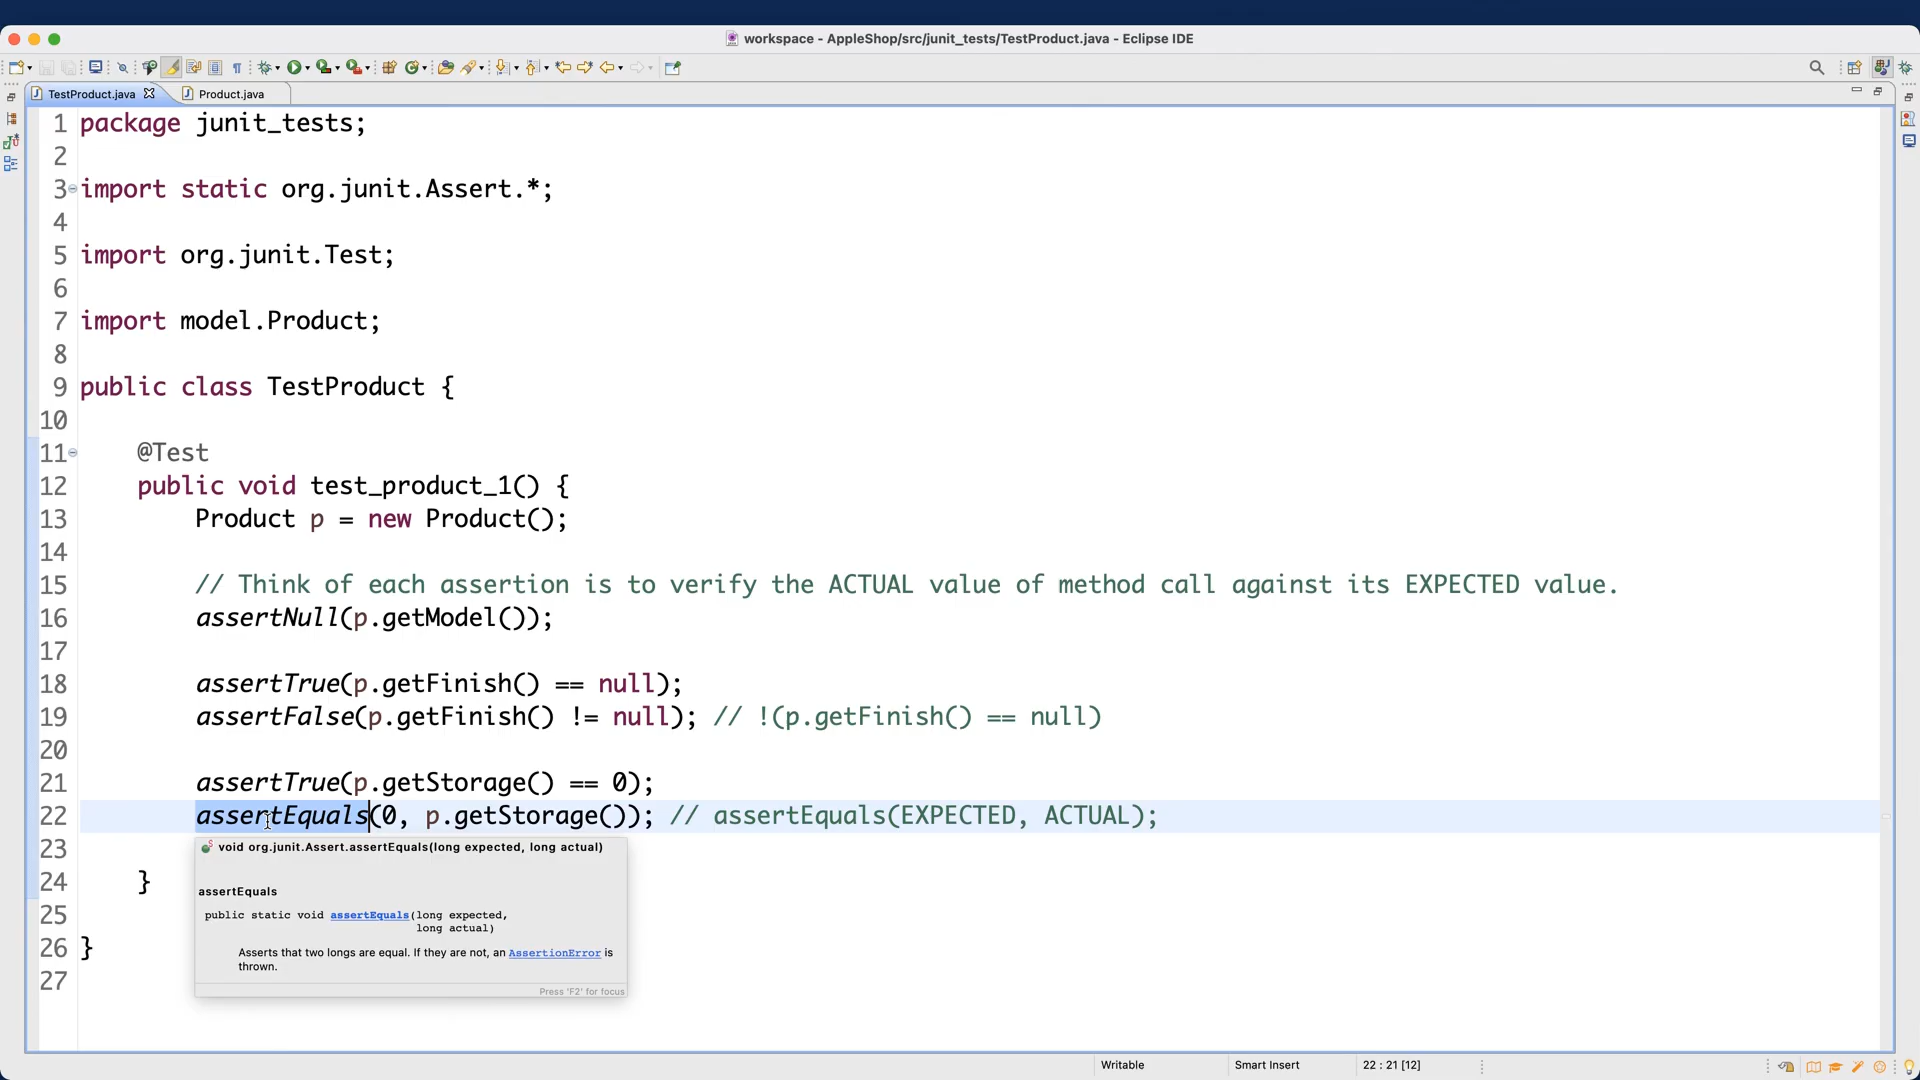 workspace - AppleShop/src/junit_tests/TestProduct.java - Eclipse IDE
TestProduct.java
Product.java
1 package junit_tests;
2
3 import static org.junit.Assert.*;
4
5 import org.junit.Test;
6
7 import model.Product;
8
9 public class TestProduct {
10
11 @Test
12 public void test_product_1() {
13 Product p = new Product();
14
15 // Think of each assertion is to verify the ACTUAL value of method call against its EXPECTED value.
16 assertNull(p.getModel());
17
18 assertTrue(p.getFinish() == null);
19 assertFalse(p.getFinish() != null); // !(p.getFinish() == null)
20
21 assertTrue(p.getStorage() == 0);
22 assertEquals(0, p.getStorage()); // assertEquals(EXPECTED, ACTUAL);
23
24 }
25
26 }
27
void org.junit.Assert.assertEquals(long expected, long actual)
assertEquals
public static void assertEquals(long expected,
long actual)
Asserts that two longs are equal. If they are not, an AssertionError is
thrown.
Press 'F2' for focus
Writable
Smart Insert
22 : 21 [12]